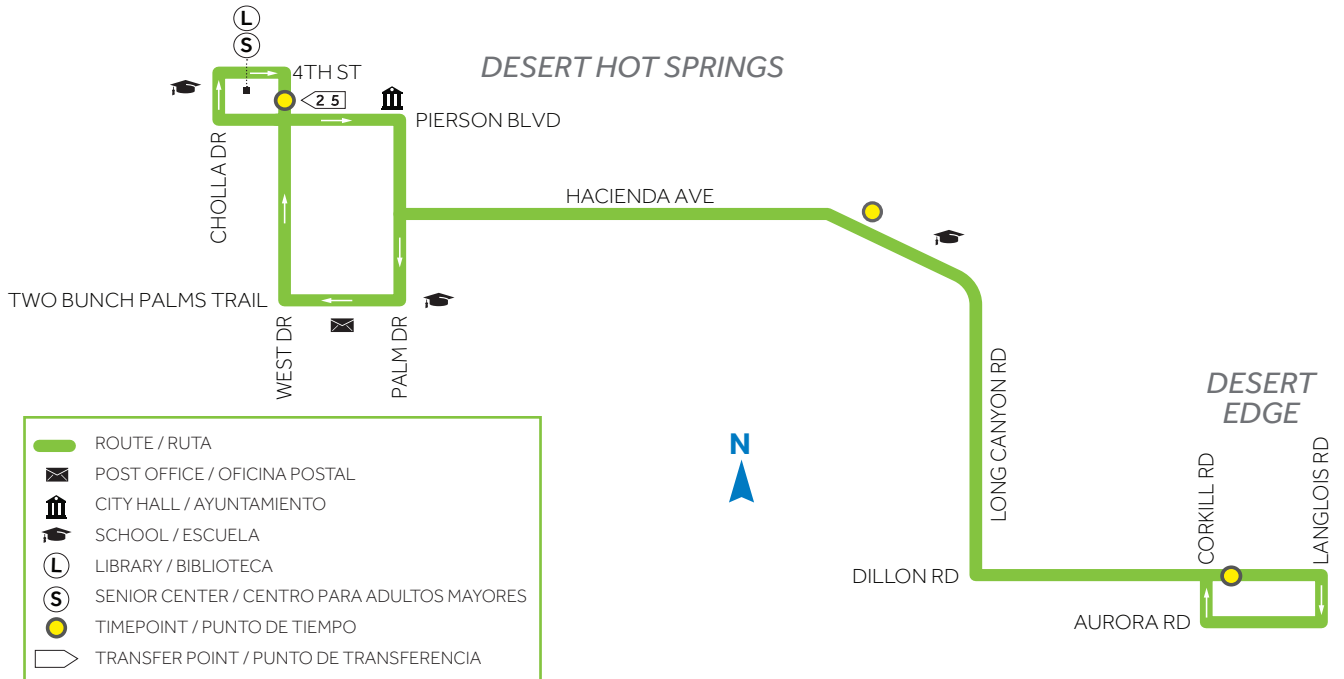 L
S
4TH ST
DESERT HOT SPRINGS
2 5
PIERSON BLVD
CHOLLA DR
HACIENDA AVE
TWO BUNCH PALMS TRAIL
WEST DR
PALM DR
LONG CANYON RD
DESERT
EDGE
CORKILL RD
LANGLOIS RD
DILLON RD
AURORA RD
N
ROUTE / RUTA
POST OFFICE / OFICINA POSTAL
CITY HALL / AYUNTAMIENTO
SCHOOL / ESCUELA
L LIBRARY / BIBLIOTECA
S SENIOR CENTER / CENTRO PARA ADULTOS MAYORES
TIMEPOINT / PUNTO DE TIEMPO
TRANSFER POINT / PUNTO DE TRANSFERENCIA